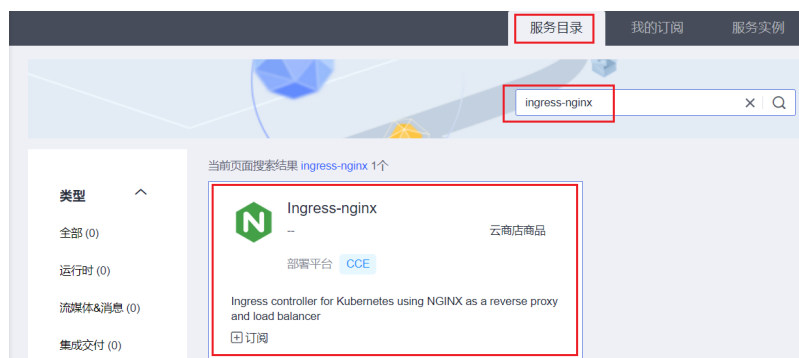 服务目录 我的订阅 服务实例
ingress-nginx
当前页面搜索结果 ingress-nginx 1个
类型
全部 (0)
运行时 (0)
流媒体&消息 (0)
集成交付 (0)
N
Ingress-nginx
-- 云商店商品
部署平台 CCE
Ingress controller for Kubernetes using NGINX as a reverse proxy
and load balancer
订阅